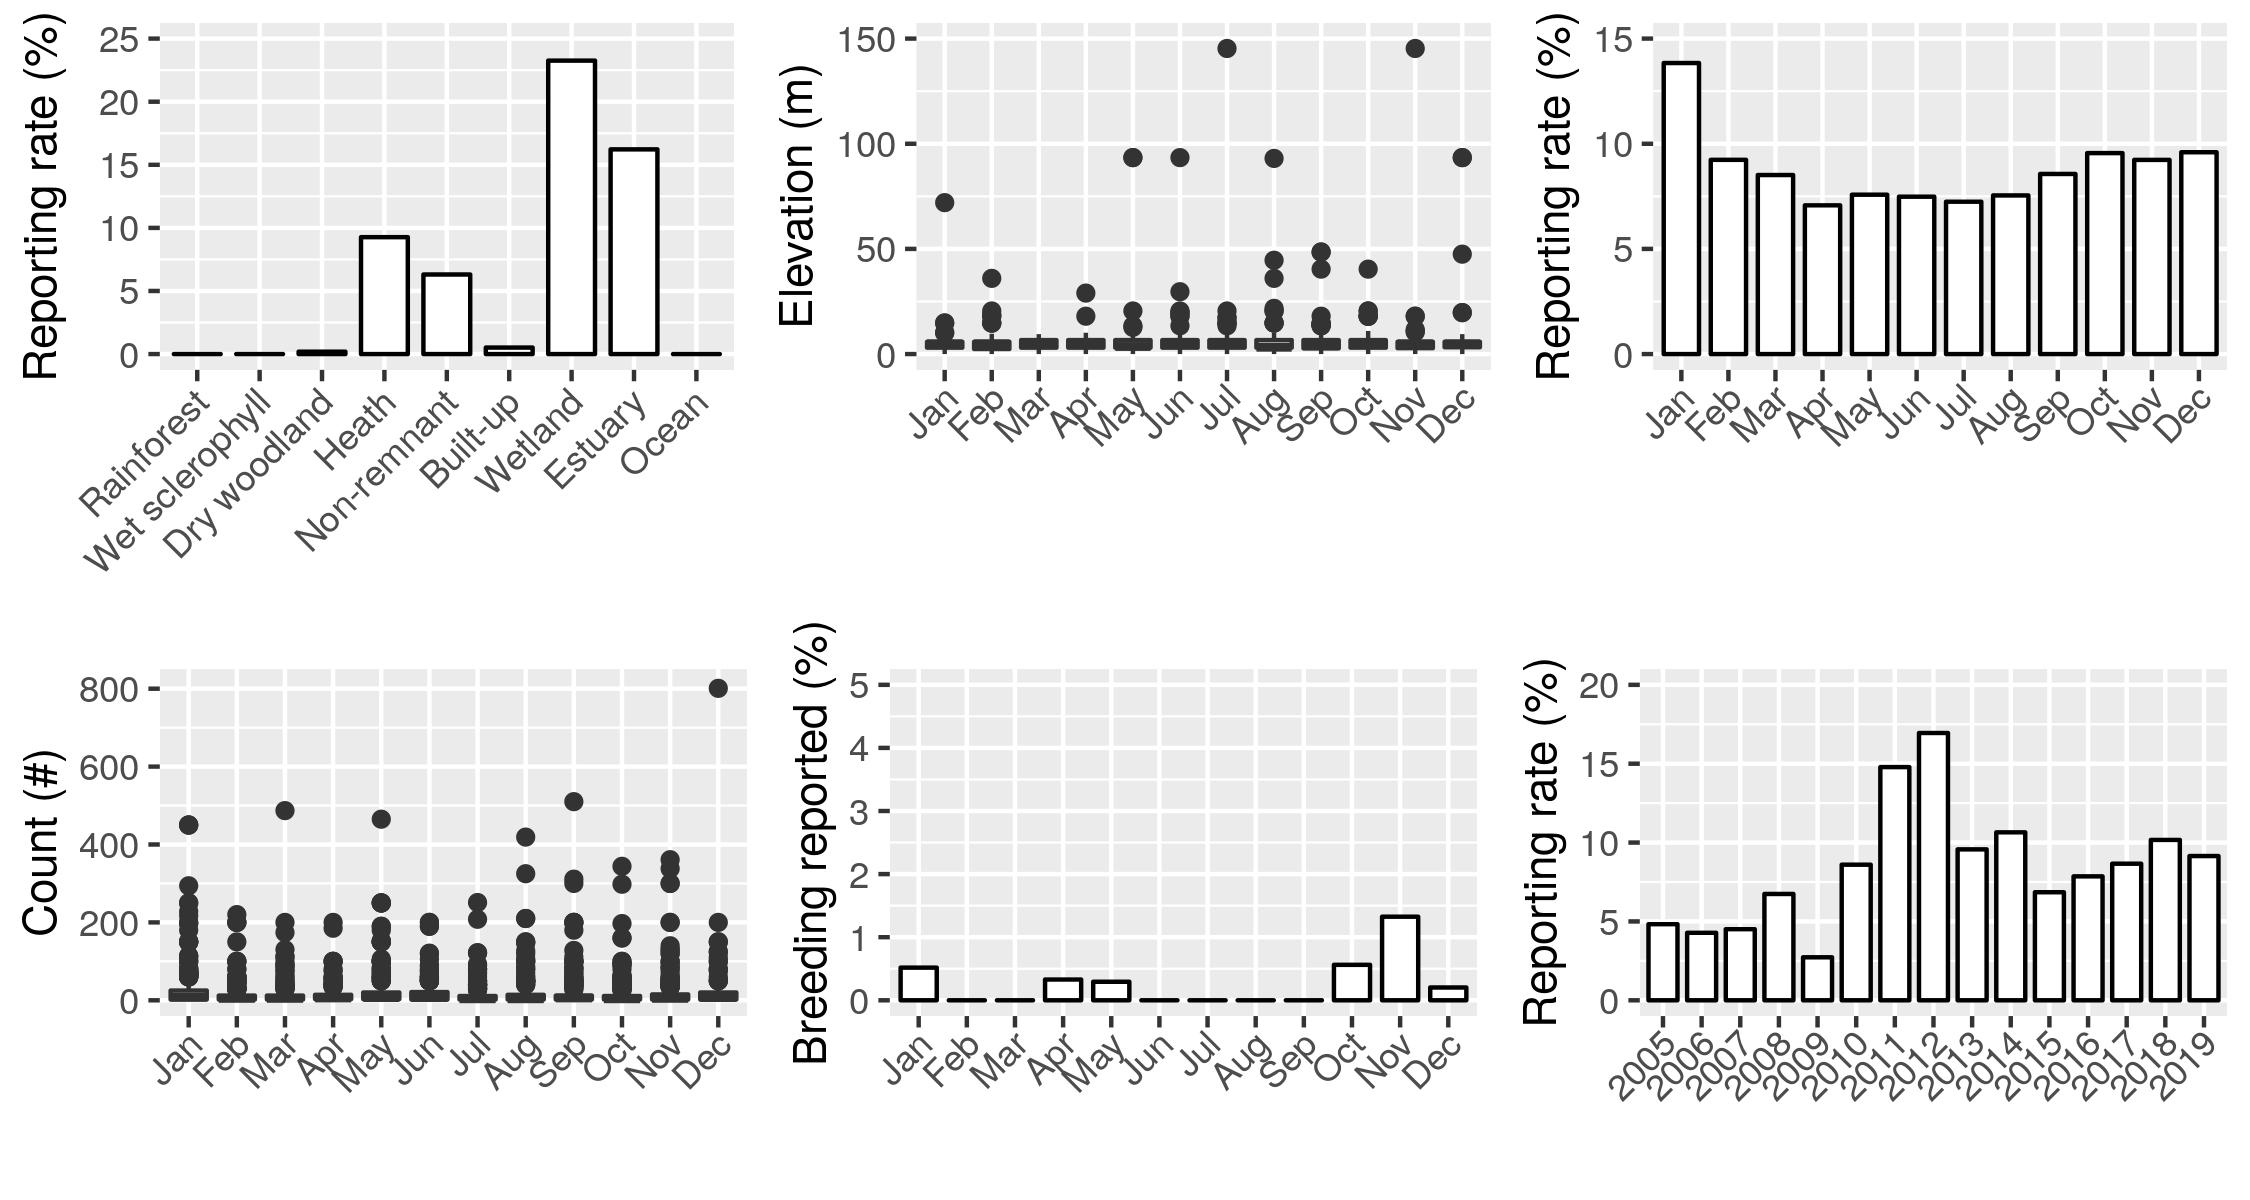 Reporting rate (%)
25
20
15
10
5
0
Rainforest
Wet sclerophyll
Dry woodland
Heath
Non-remnant
Built-up
Wetland
Estuary
Ocean
Elevation (m)
150
100
50
0
Jan
Feb
Mar
Apr
May
Jun
Jul
Aug
Sep
Oct
Nov
Dec
Reporting rate (%)
15
10
5
0
Jan
Feb
Mar
Apr
May
Jun
Jul
Aug
Sep
Oct
Nov
Dec
Count (#)
800
600
400
200
0
Jan
Feb
Mar
Apr
May
Jun
Jul
Aug
Sep
Oct
Nov
Dec
Breeding reported (%)
5
4
3
2
1
0
Jan
Feb
Mar
Apr
May
Jun
Jul
Aug
Sep
Oct
Nov
Dec
Reporting rate (%)
20
15
10
5
0
2005
2006
2007
2008
2009
2010
2011
2012
2013
2014
2015
2016
2017
2018
2019